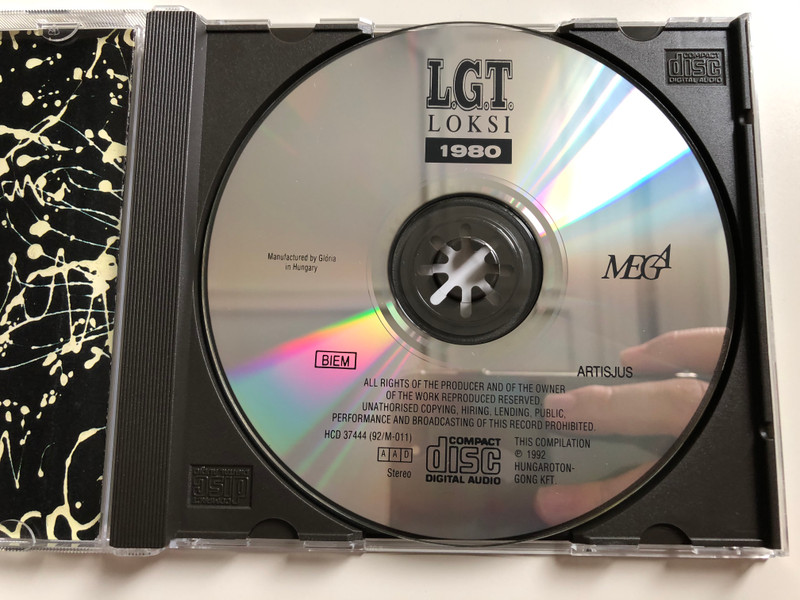 L.G.T.
LOKSI
1980
COMPACT
disc
DIGITAL AUDIO
Manufactured by Glória
in Hungary
MEGA
BIEM
ARTISJUS
ALL RIGHTS OF THE PRODUCER AND OF THE OWNER
OF THE WORK REPRODUCED RESERVED.
UNATHORISED COPYING, HIRING, LENDING, PUBLIC,
PERFORMANCE AND BROADCASTING OF THIS RECORD PROHIBITED.
HCD 37444 (92/M-011)
AAD
Stereo
COMPACT
disc
DIGITAL AUDIO
THIS COMPILATION
℗ 1992
HUNGAROTON-
GONG KFT.